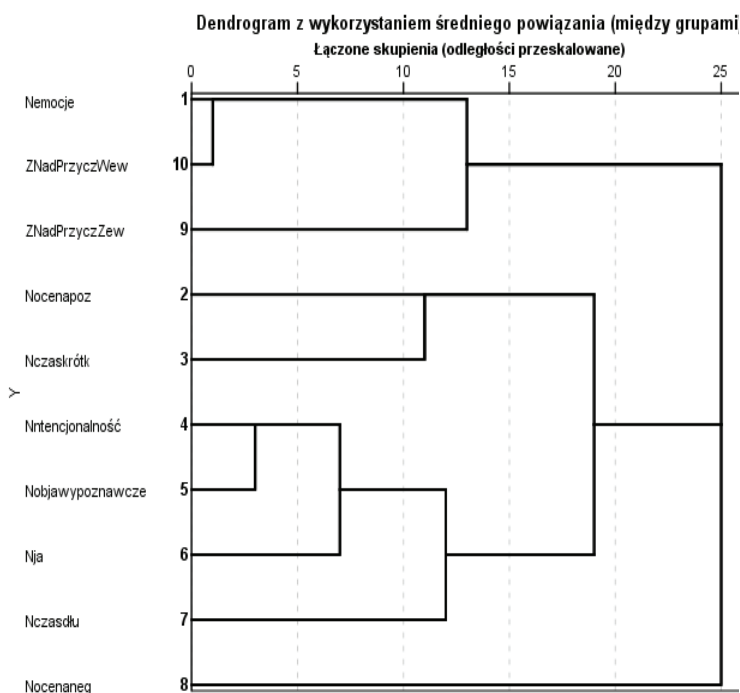 Dendrogram z wykorzystaniem średniego powiązania (między grupami)
Łączone skupienia (odległości przeskalowane)
0 5 10 15 20 25
Nemocje 1
ZNadPrzyczWew 10
ZNadPrzyczZew 9
Nocenapoz 2
Nczaskrótk 3
Y
Nntencjonalność 4
Nobjawypoznawcze 5
Nja 6
Nczasdłu 7
Nocenaneg 8